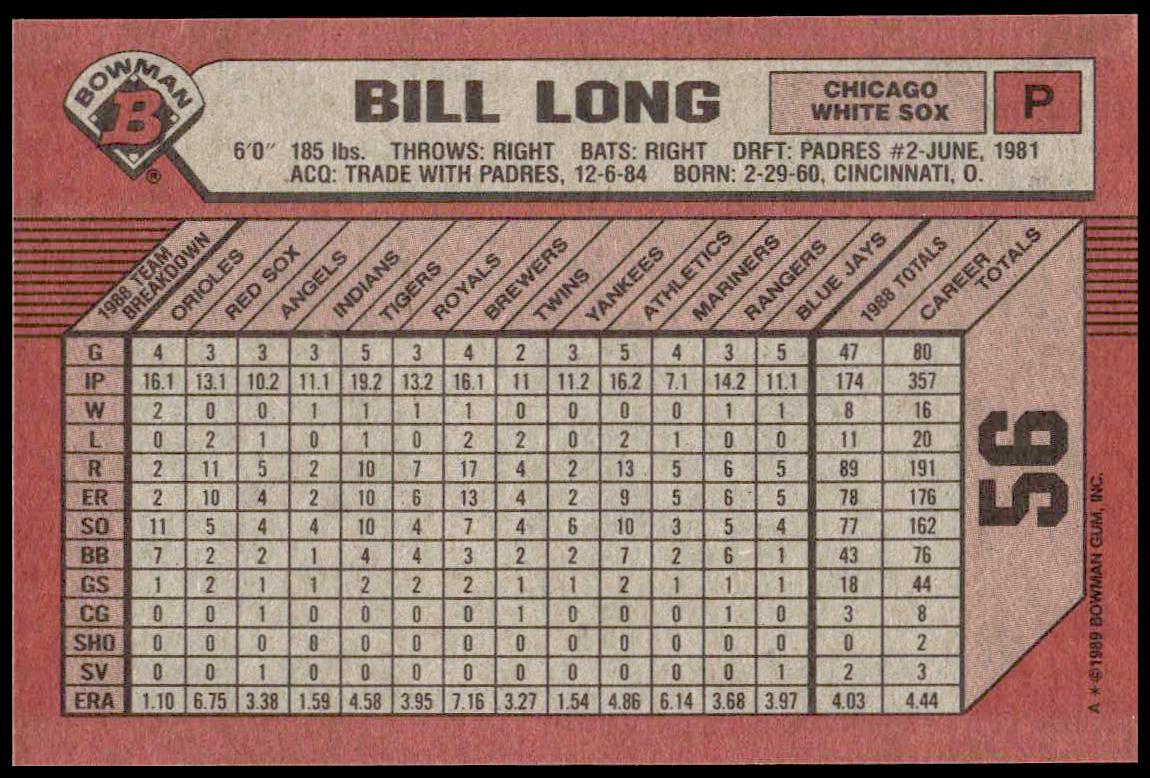 BOWMAN
B
®
BILL LONG
CHICAGO
WHITE SOX
P
6'0" 185 lbs. THROWS: RIGHT BATS: RIGHT DRFT: PADRES #2-JUNE, 1981
ACQ: TRADE WITH PADRES, 12-6-84 BORN: 2-29-60, CINCINNATI, O.
1988 TEAM BREAKDOWN ORIOLES RED SOX ANGELS INDIANS TIGERS ROYALS BREWERS TWINS YANKEES ATHLETICS MARINERS RANGERS BLUE JAYS 1988 TOTALS CAREER TOTALS
G 4 3 3 3 5 3 4 2 3 5 4 3 5 47 80
IP 16.1 13.1 10.2 11.1 19.2 13.2 16.1 11 11.2 16.2 7.1 14.2 11.1 174 357
W 2 0 0 1 1 1 1 0 0 0 0 1 1 8 16
L 0 2 1 0 1 0 2 2 0 2 1 0 0 11 20
R 2 11 5 2 10 7 17 4 2 13 5 6 5 89 191
ER 2 10 4 2 10 6 13 4 2 9 5 6 5 78 176
SO 11 5 4 4 10 4 7 4 6 10 3 5 4 77 162
BB 7 2 2 1 4 4 3 2 2 7 2 6 1 43 76
GS 1 2 1 1 2 2 2 1 1 2 1 1 1 18 44
CG 0 0 1 0 0 0 0 1 0 0 0 1 0 3 8
SHO 0 0 0 0 0 0 0 0 0 0 0 0 0 0 2
SV 0 0 1 0 0 0 0 0 0 0 0 0 1 2 3
ERA 1.10 6.75 3.38 1.59 4.58 3.95 7.16 3.27 1.54 4.86 6.14 3.68 3.97 4.03 4.44
56
A * ©1989 BOWMAN GUM, INC.